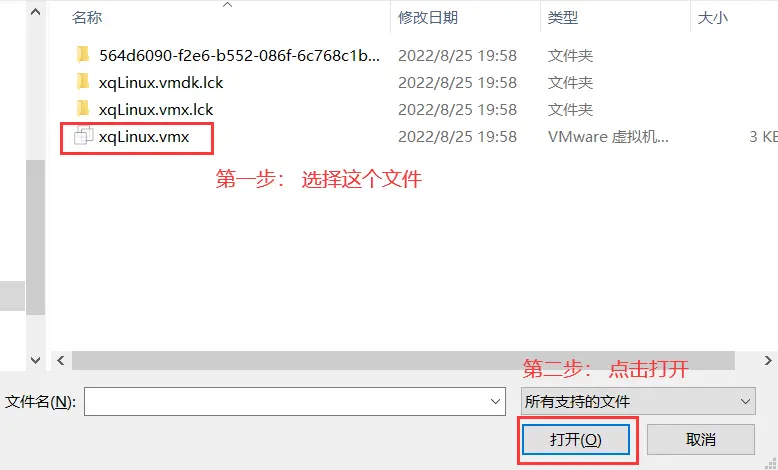 名称 修改日期 类型 大小
564d6090-f2e6-b552-086f-6c768c1b... 2022/8/25 19:58 文件夹
xqLinux.vmdk.lck 2022/8/25 19:58 文件夹
xqLinux.vmx.lck 2022/8/25 19:58 文件夹
xqLinux.vmx 2022/8/25 19:58 VMware 虚拟机... 3 KB
第一步： 选择这个文件
第二步： 点击打开
文件名(N): 所有支持的文件
打开(O) 取消